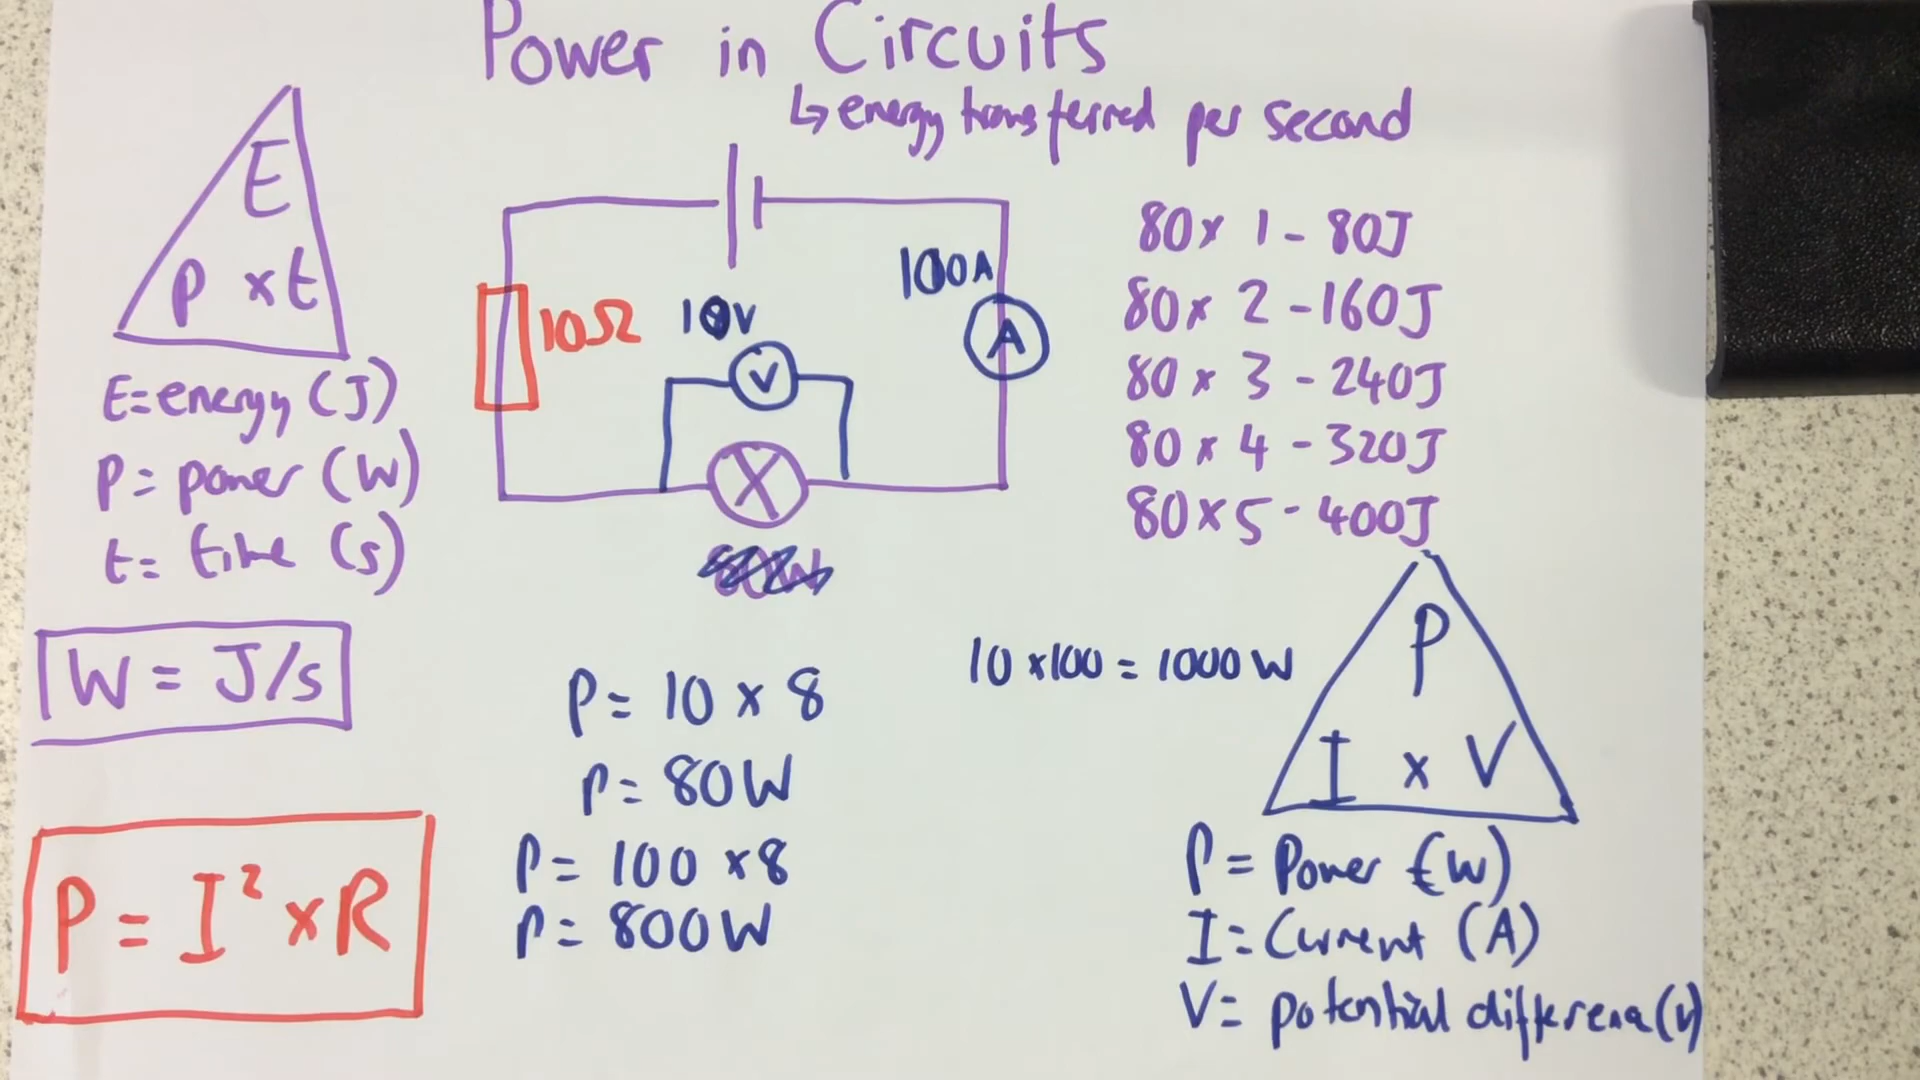 Power in Circuits
↳ energy transferred per second
E
P x t
E = energy (J)
P = power (W)
t = time (s)
W = J/s
P = I² x R
10Ω
10V
V
100A
A
80 x 1 - 80J
80 x 2 - 160J
80 x 3 - 240J
80 x 4 - 320J
80 x 5 - 400J
P = 10 x 8
P = 80W
P = 100 x 8
P = 800W
10 x 100 = 1000W
P
I x V
P = Power (W)
I = Current (A)
V = potential difference (V)